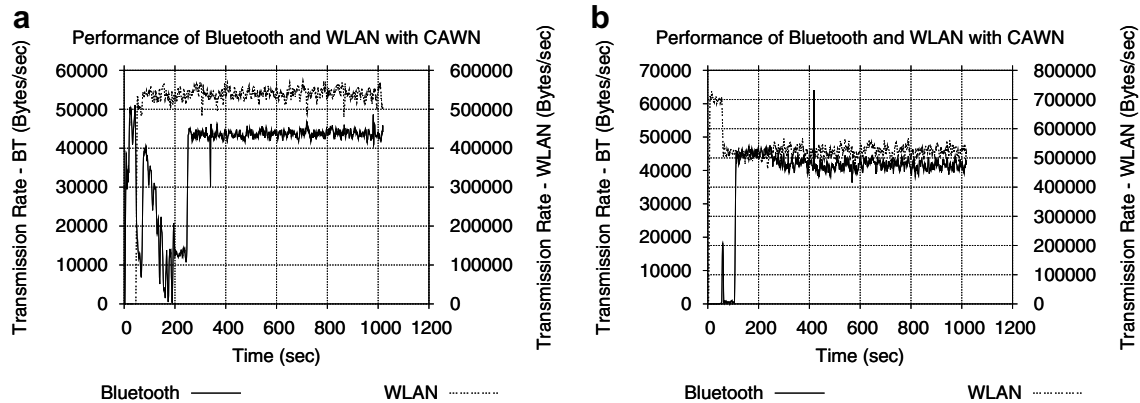 a
Performance of Bluetooth and WLAN with CAWN
Transmission Rate - BT (Bytes/sec)
60000
50000
40000
30000
20000
10000
0
600000
500000
400000
300000
200000
100000
0
Transmission Rate - WLAN (Bytes/sec)
0 200 400 600 800 1000 1200
Time (sec)
Bluetooth
WLAN
b
Performance of Bluetooth and WLAN with CAWN
Transmission Rate - BT (Bytes/sec)
70000
60000
50000
40000
30000
20000
10000
0
800000
700000
600000
500000
400000
300000
200000
100000
0
Transmission Rate - WLAN (Bytes/sec)
0 200 400 600 800 1000 1200
Time (sec)
Bluetooth
WLAN